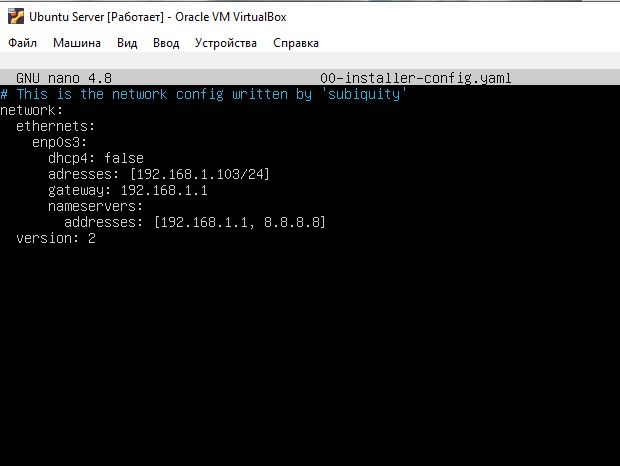 Ubuntu Server [Работает] - Oracle VM VirtualBox
Файл Машина Вид Ввод Устройства Справка
GNU nano 4.8 00-installer-config.yaml
# This is the network config written by 'subiquity'
network:
  ethernets:
    enp0s3:
      dhcp4: false
      adresses: [192.168.1.103/24]
      gateway: 192.168.1.1
      nameservers:
        addresses: [192.168.1.1, 8.8.8.8]
  version: 2